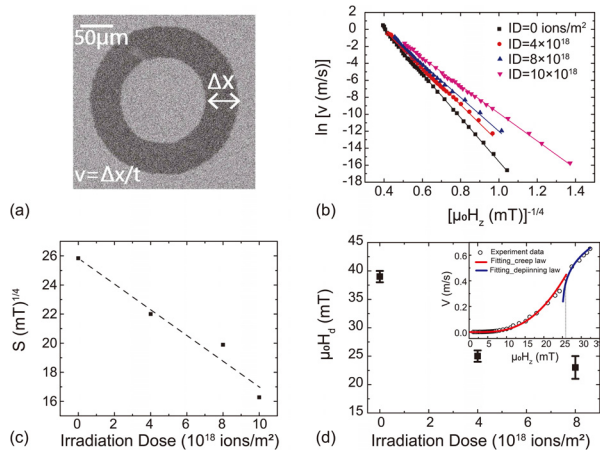 50μm
Δx
v=Δx/t
(a)
ln [v (m/s)]
2
0
-2
-4
-6
-8
-10
-12
-14
-16
-18
ID=0 ions/m²
ID=4×10¹⁸
ID=8×10¹⁸
ID=10×10¹⁸
0.4 0.6 0.8 1.0 1.2 1.4
[μ₀Hz (mT)]^-1/4
(b)
S (mT)^1/4
26
24
22
20
18
16
0 2 4 6 8 10
Irradiation Dose (10¹⁸ ions/m²)
(c)
μ₀Hd (mT)
45
40
35
30
25
20
15
Experiment data
Fitting_creep law
Fitting_depiinning law
V (m/s)
0.6
0.4
0.2
0.0
0 5 10 15 20 25 30 35
μ₀Hz (mT)
0 2 4 6 8
Irradiation Dose (10¹⁸ ions/m²)
(d)